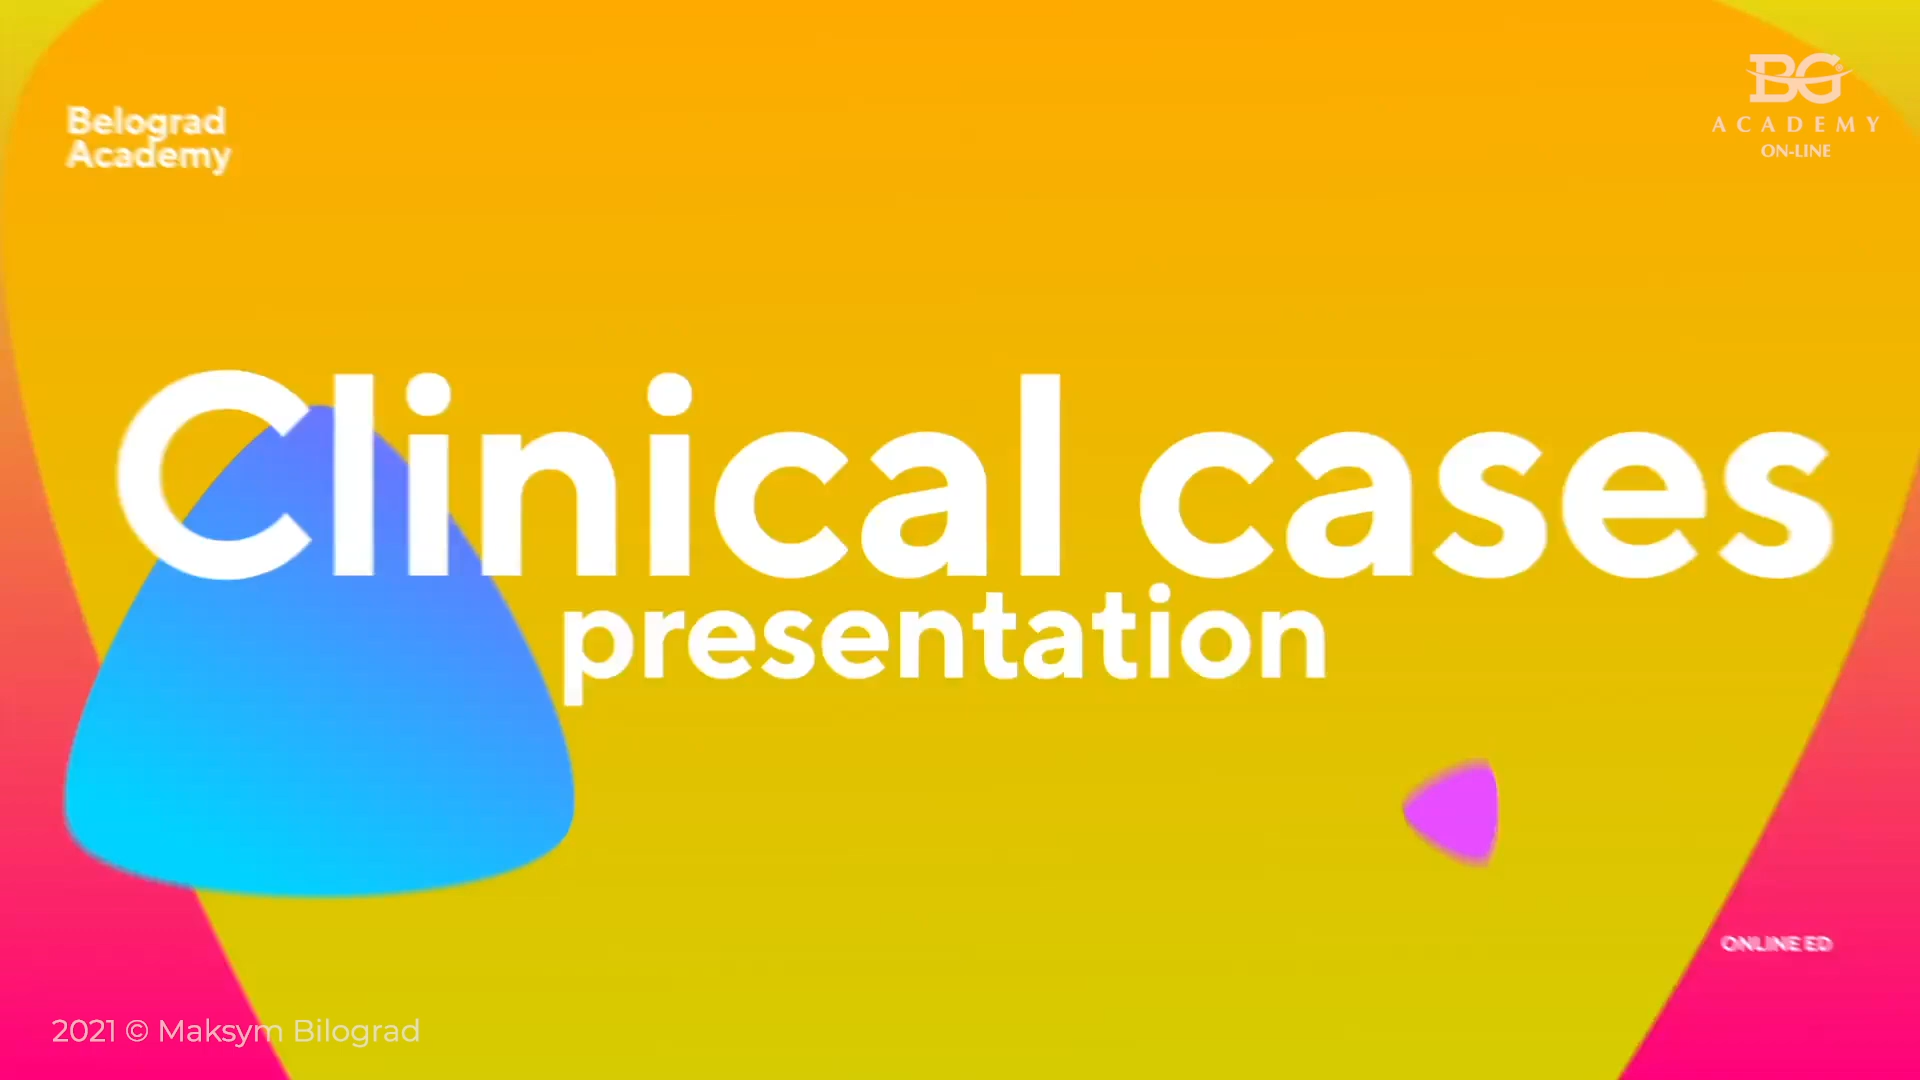 Belograd
Academy
BG
ACADEMY
ON-LINE
Clinical cases
presentation
ONLINE ED
2021 © Maksym Bilograd